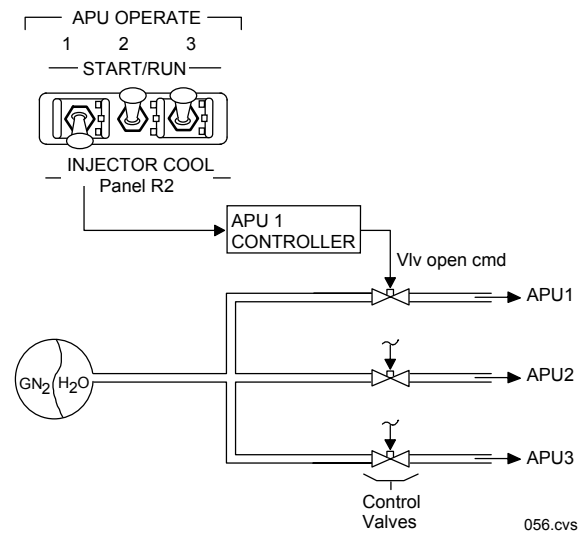 APU OPERATE
1 2 3
START/RUN
INJECTOR COOL
Panel R2
APU 1
CONTROLLER
Vlv open cmd
APU1
GN2 H2O
APU2
APU3
Control
Valves
056.cvs